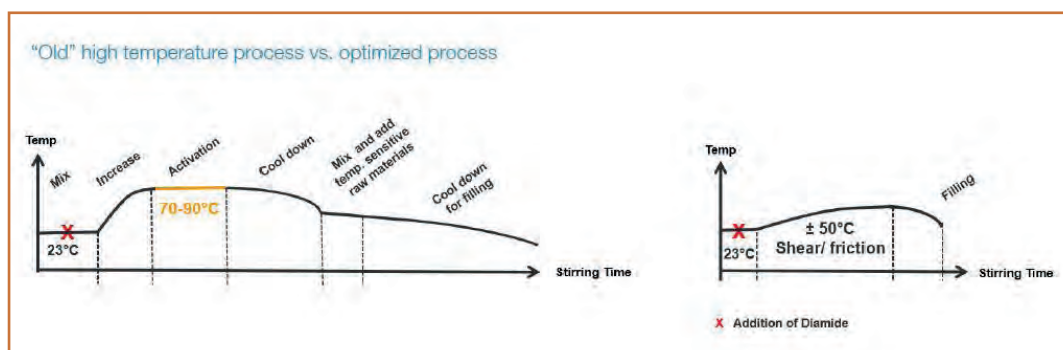 “Old” high temperature process vs. optimized process
Temp
Mix
Increase
Activation
Cool down
Mix and add
temp. sensitive
raw materials
Cool down
for filling
70-90°C
X
23°C
Stirring Time
Temp
Filling
X
23°C
± 50°C
Shear/ friction
Stirring Time
X Addition of Diamide